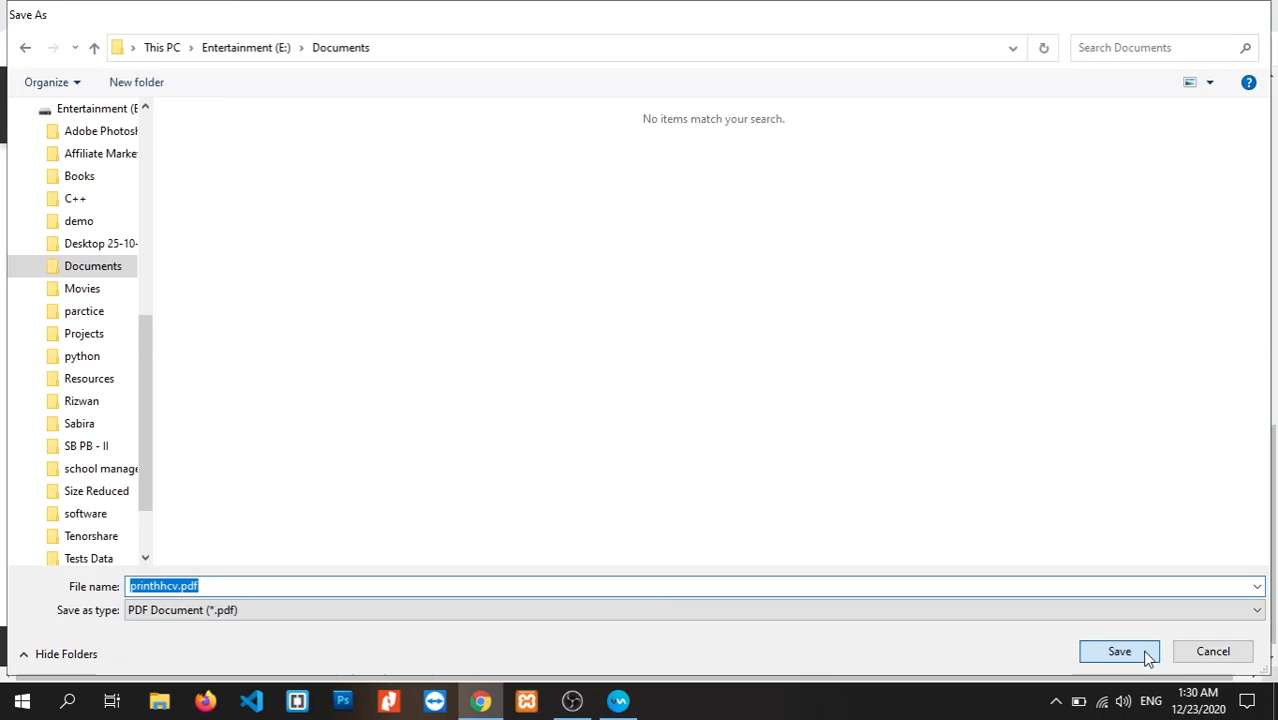 Save As
This PC > Entertainment (E:) > Documents
Search Documents
Organize
New folder
No items match your search.
Entertainment (E
Adobe Photosh
Affiliate Marke
Books
C++
demo
Desktop 25-10-
Documents
Movies
parctice
Projects
python
Resources
Rizwan
Sabira
SB PB - II
school manage
Size Reduced
software
Tenorshare
Tests Data
File name: printhhcv.pdf
Save as type: PDF Document (*.pdf)
Hide Folders
Save
Cancel
Ps
ENG
1:30 AM
12/23/2020